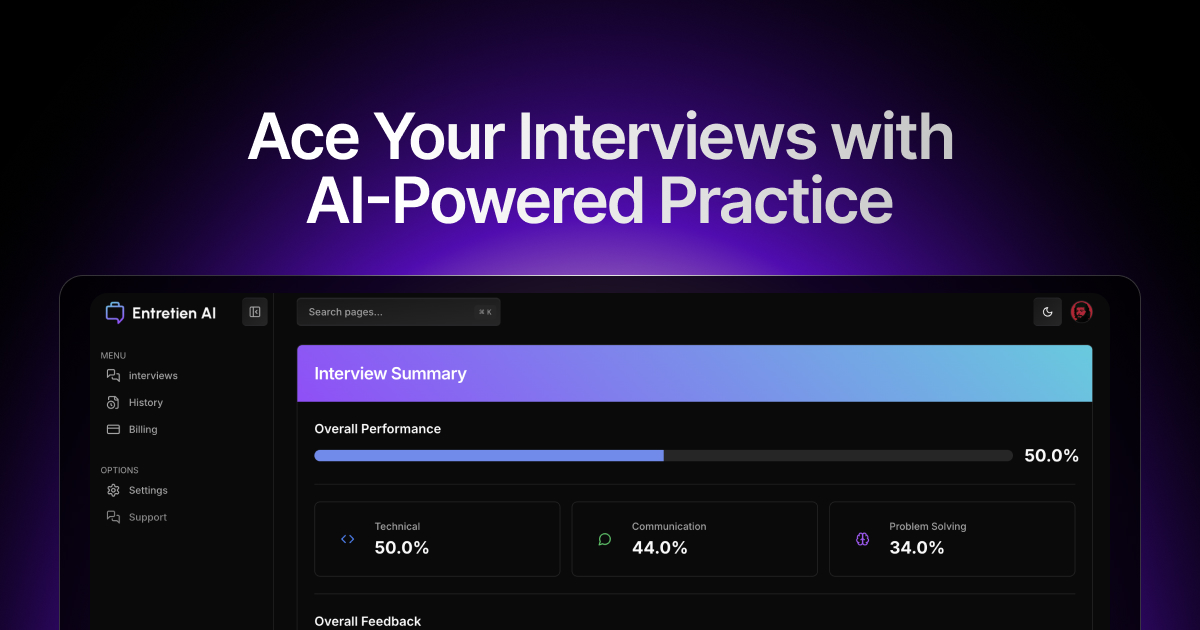 Ace Your Interviews with
AI-Powered Practice
Entretien AI
Search pages...
⌘ K
MENU
interviews
History
Billing
OPTIONS
Settings
Support
Interview Summary
Overall Performance
50.0%
Technical
50.0%
Communication
44.0%
Problem Solving
34.0%
Overall Feedback